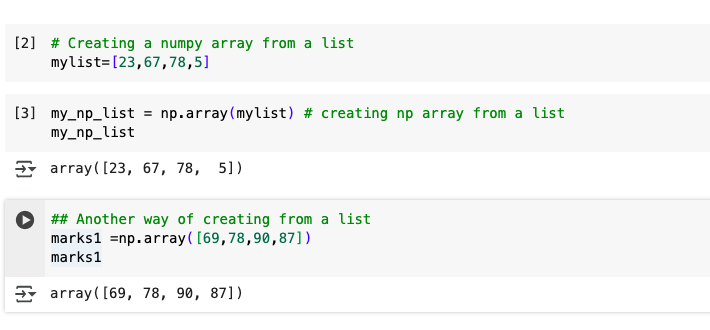 [2] # Creating a numpy array from a list
mylist=[23,67,78,5]
[3] my_np_list = np.array(mylist) # creating np array from a list
my_np_list
array([23, 67, 78,  5])
## Another way of creating from a list
marks1 =np.array([69,78,90,87])
marks1
array([69, 78, 90, 87])